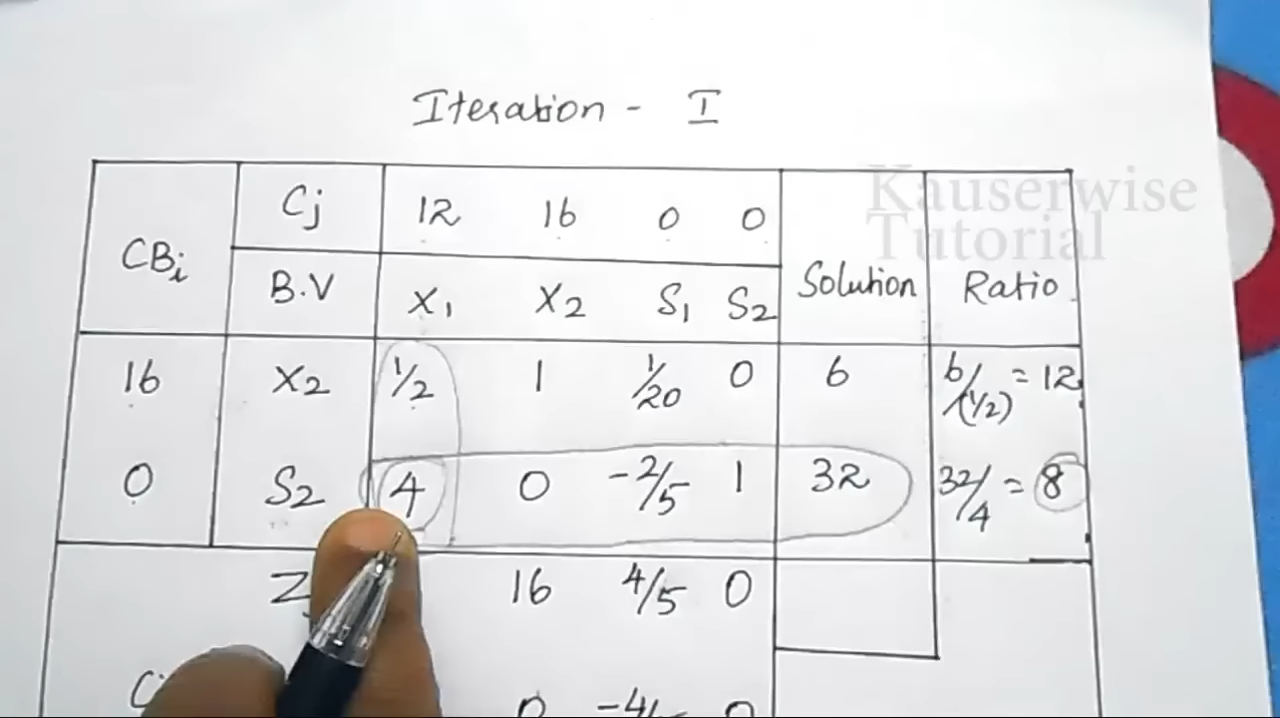 Iteration - I
Kauserwise
Tutorial
CBi Cj 12 16 0 0 Solution Ratio
B.V X1 X2 S1 S2
16 X2 1/2 1 1/20 0 6 6/(1/2) = 12
0 S2 4 0 -2/5 1 32 32/4 = 8
Z 16 4/5 0
C 0 0